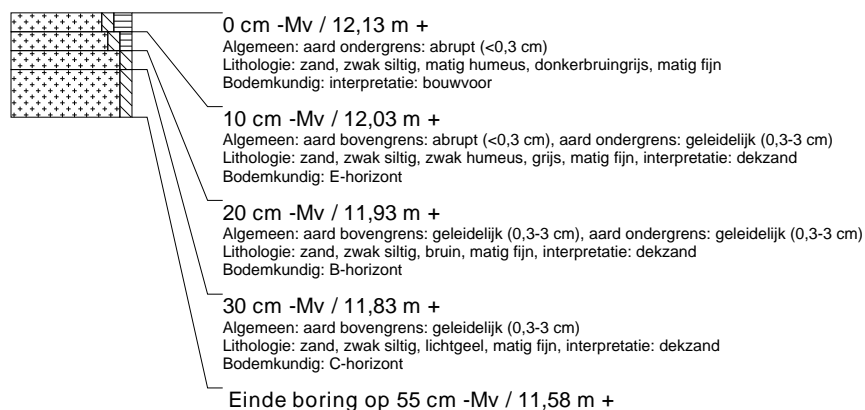 0 cm -Mv / 12,13 m +
Algemeen: aard ondergrens: abrupt (<0,3 cm)
Lithologie: zand, zwak siltig, matig humeus, donkerbruingrijs, matig fijn
Bodemkundig: interpretatie: bouwvoor
10 cm -Mv / 12,03 m +
Algemeen: aard bovengrens: abrupt (<0,3 cm), aard ondergrens: geleidelijk (0,3-3 cm)
Lithologie: zand, zwak siltig, zwak humeus, grijs, matig fijn, interpretatie: dekzand
Bodemkundig: E-horizont
20 cm -Mv / 11,93 m +
Algemeen: aard bovengrens: geleidelijk (0,3-3 cm), aard ondergrens: geleidelijk (0,3-3 cm)
Lithologie: zand, zwak siltig, bruin, matig fijn, interpretatie: dekzand
Bodemkundig: B-horizont
30 cm -Mv / 11,83 m +
Algemeen: aard bovengrens: geleidelijk (0,3-3 cm)
Lithologie: zand, zwak siltig, lichtgeel, matig fijn, interpretatie: dekzand
Bodemkundig: C-horizont
Einde boring op 55 cm -Mv / 11,58 m +